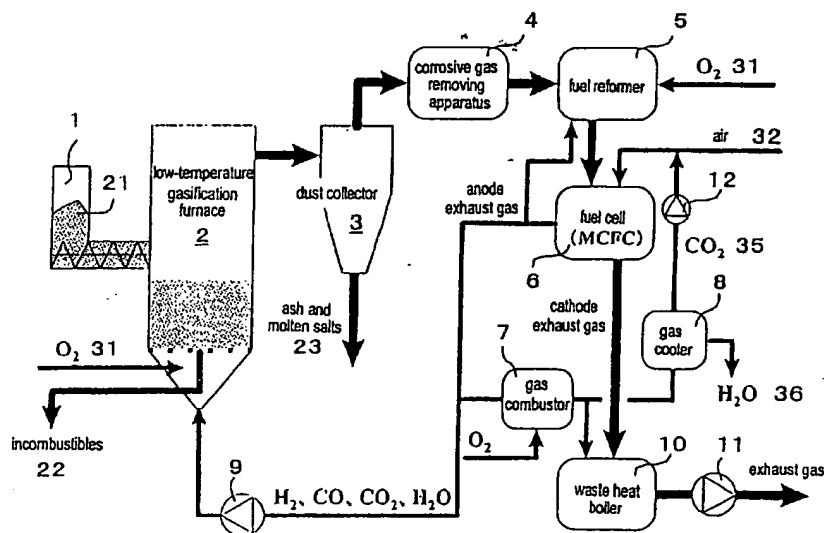 4
corrosive gas
removing
apparatus
5
fuel reformer
O₂ 31
1
21
low-temperature
gasification
furnace
2
dust collector
3
air 32
12
anode
exhaust gas
fuel cell
(MCFC)
6
CO₂ 35
cathode
exhaust gas
8
gas
cooler
ash and
molten salts
23
O₂ 31
7
gas
combustor
H₂O 36
incombustibles
22
O₂
9
H₂、CO、CO₂、H₂O
10
waste heat
boiler
11
exhaust gas